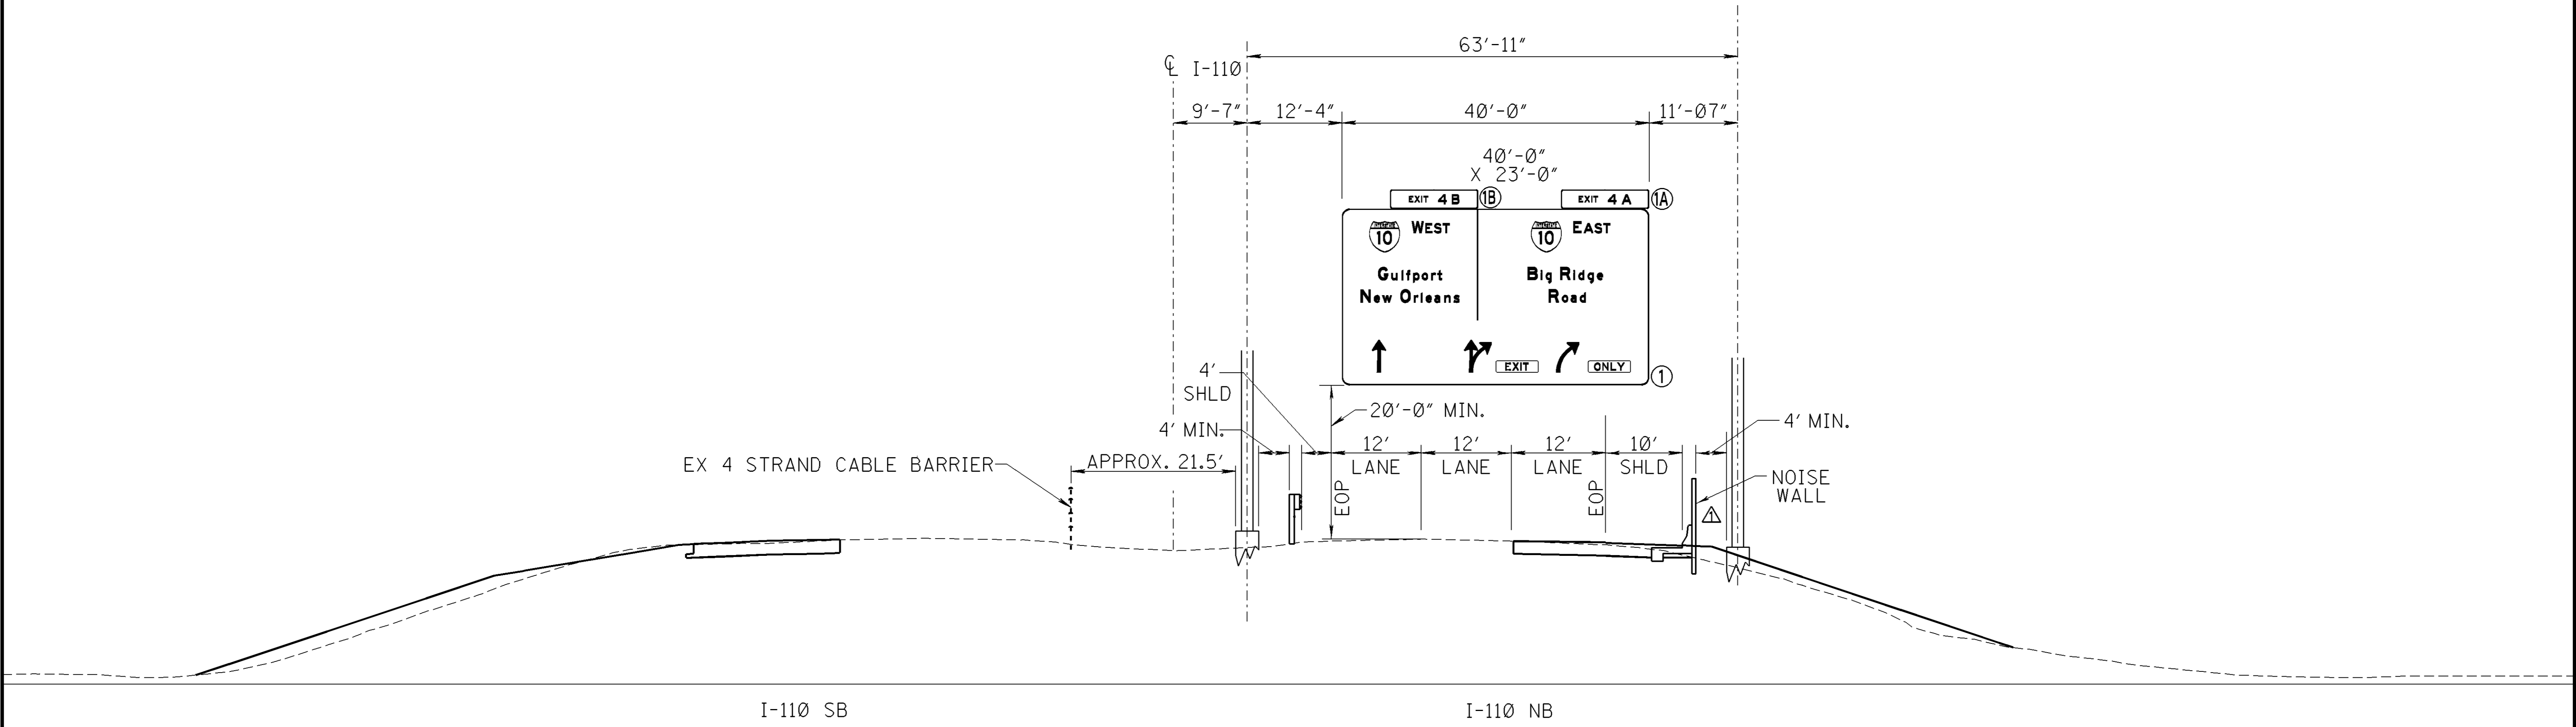 63'-11"
℄ I-110
9'-7" 12'-4" 40'-0" 11'-07"
40'-0"
X 23'-0"
EXIT 4B 1B EXIT 4A 1A
10 WEST 10 EAST
Gulfport Big Ridge
New Orleans Road
EXIT ONLY 1
4'
SHLD
20'-0" MIN.
4' MIN. 4' MIN.
12' 12' 12' 10'
LANE LANE LANE SHLD
EX 4 STRAND CABLE BARRIER APPROX. 21.5'
EOP EOP
NOISE
WALL
1
I-110 SB I-110 NB